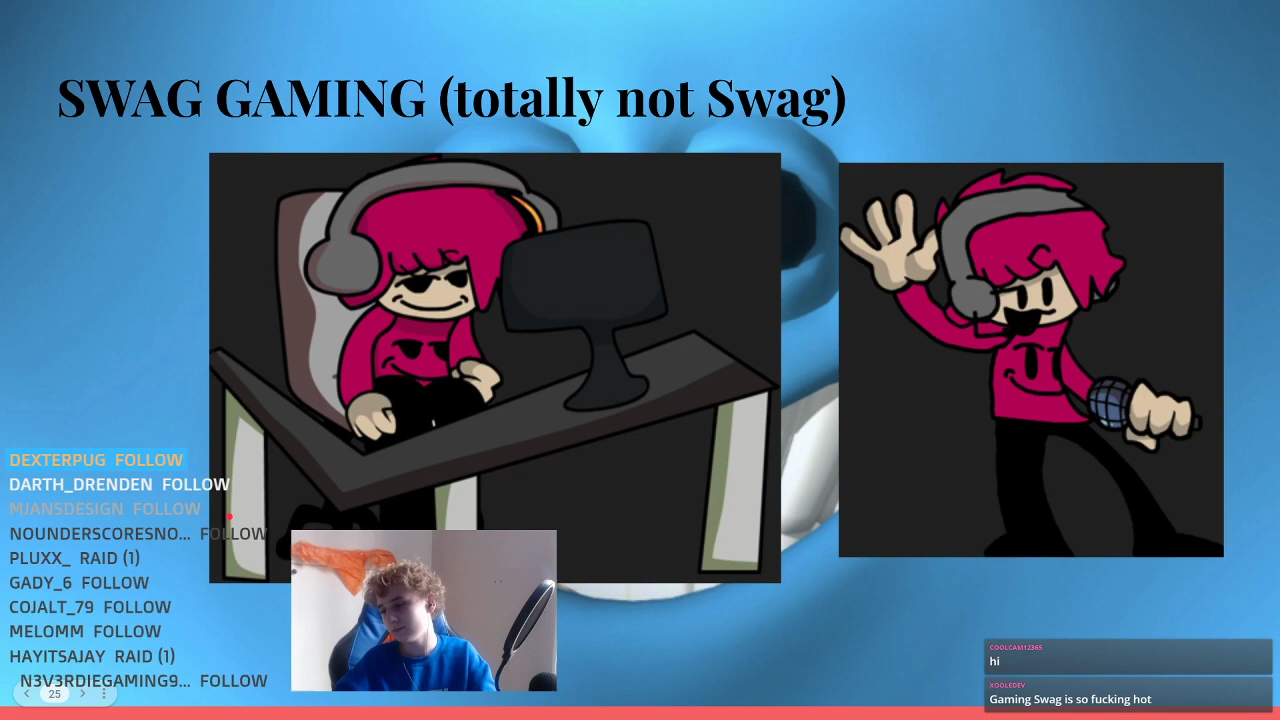 SWAG GAMING (totally not Swag)
DEXTERPUG FOLLOW
DARTH_DRENDEN FOLLOW
MJANSDESIGN FOLLOW
NOUNDERSCORESNO... FOLLOW
PLUXX_ RAID (1)
GADY_6 FOLLOW
COJALT_79 FOLLOW
MELOMM FOLLOW
HAYITSAJAY RAID (1)
N3V3RDIEGAMING9... FOLLOW
25
COOLCAM12365
hi
XOOLEDEV
Gaming Swag is so fucking hot